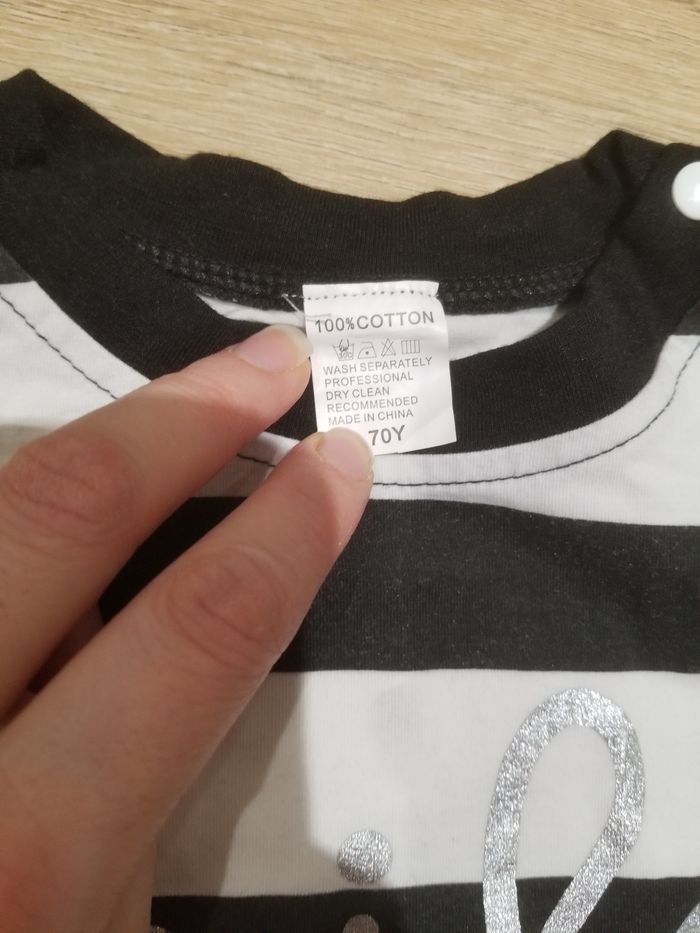 100%COTTON
WASH SEPARATELY
PROFESSIONAL
DRY CLEAN
RECOMMENDED
MADE IN CHINA
70Y